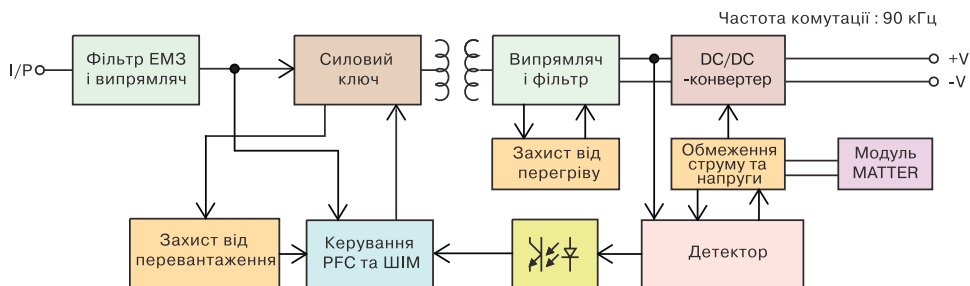 Частота комутації : 90 кГц
I/P
Фільтр ЕМЗ
і випрямляч
Силовий
ключ
Випрямляч
і фільтр
DC/DC
-конвертер
+V
-V
Захист від
перегріву
Обмеження
струму та
напруги
Модуль
MATTER
Захист від
перевантаження
Керування
PFC та ШІМ
Детектор